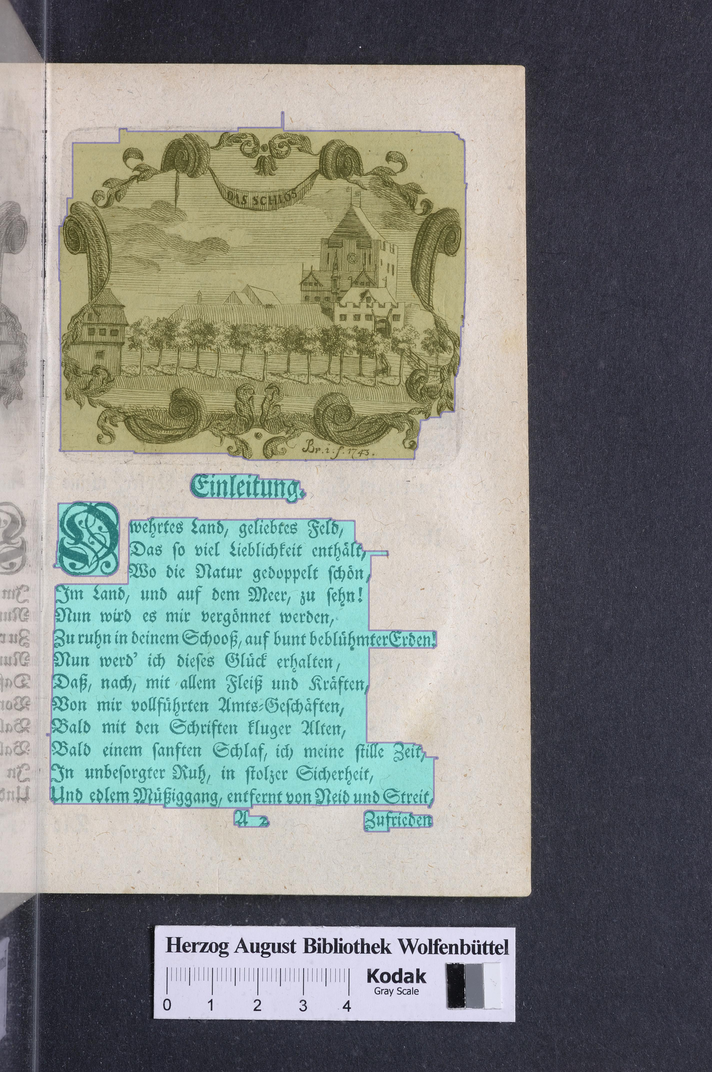 DAS SCHLOS
Br. i. f. 1743.
Einleitung.
O wehrtes Land, geliebtes Feld,
Das so viel Lieblichkeit enthält,
Wo die Natur gedoppelt schön,
Im Land, und auf dem Meer, zu sehn!
Nun wird es mir vergönnet werden,
Zu ruhn in deinem Schooß, auf bunt beblühmter Erden!
Nun werd' ich dieses Glück erhalten,
Daß, nach, mit allem Fleiß und Kräften,
Von mir vollführten Amts-Geschäften,
Bald mit den Schriften kluger Alten,
Bald einem sanften Schlaf, ich meine stille Zeit,
In unbesorgter Ruh, in stolzer Sicherheit,
Und edlem Müßiggang, entfernt von Neid und Streit,
A 2 Zufrieden
Herzog August Bibliothek Wolfenbüttel
Kodak
Gray Scale
0 1 2 3 4